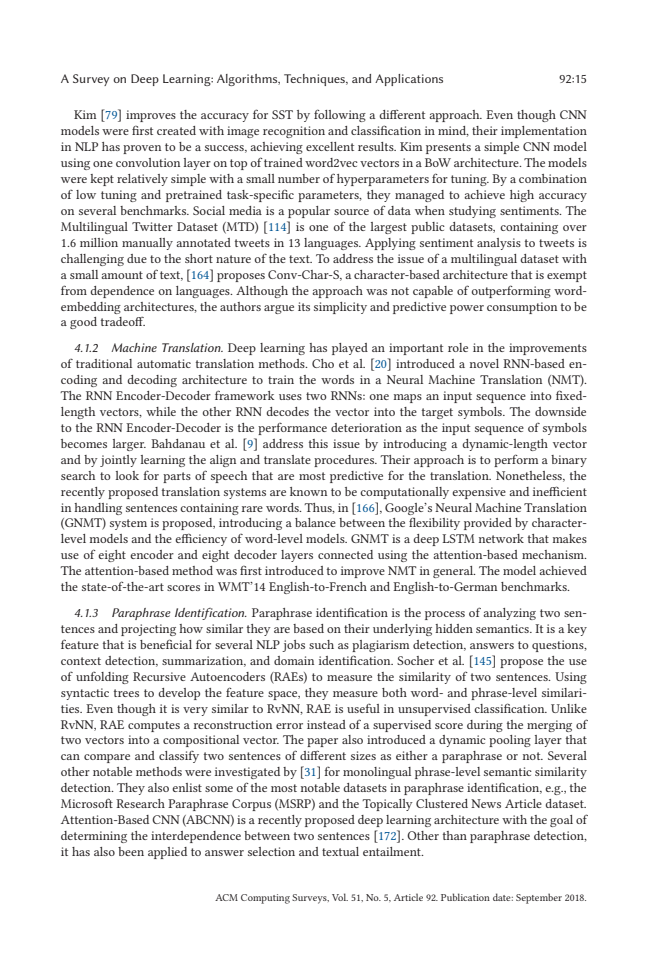 A Survey on Deep Learning: Algorithms, Techniques, and Applications 92:15
Kim [79] improves the accuracy for SST by following a different approach. Even though CNN
models were first created with image recognition and classification in mind, their implementation
in NLP has proven to be a success, achieving excellent results. Kim presents a simple CNN model
using one convolution layer on top of trained word2vec vectors in a BoW architecture. The models
were kept relatively simple with a small number of hyperparameters for tuning. By a combination
of low tuning and pretrained task-specific parameters, they managed to achieve high accuracy
on several benchmarks. Social media is a popular source of data when studying sentiments. The
Multilingual Twitter Dataset (MTD) [114] is one of the largest public datasets, containing over
1.6 million manually annotated tweets in 13 languages. Applying sentiment analysis to tweets is
challenging due to the short nature of the text. To address the issue of a multilingual dataset with
a small amount of text, [164] proposes Conv-Char-S, a character-based architecture that is exempt
from dependence on languages. Although the approach was not capable of outperforming word-
embedding architectures, the authors argue its simplicity and predictive power consumption to be
a good tradeoff.
4.1.2 Machine Translation. Deep learning has played an important role in the improvements
of traditional automatic translation methods. Cho et al. [20] introduced a novel RNN-based en-
coding and decoding architecture to train the words in a Neural Machine Translation (NMT).
The RNN Encoder-Decoder framework uses two RNNs: one maps an input sequence into fixed-
length vectors, while the other RNN decodes the vector into the target symbols. The downside
to the RNN Encoder-Decoder is the performance deterioration as the input sequence of symbols
becomes larger. Bahdanau et al. [9] address this issue by introducing a dynamic-length vector
and by jointly learning the align and translate procedures. Their approach is to perform a binary
search to look for parts of speech that are most predictive for the translation. Nonetheless, the
recently proposed translation systems are known to be computationally expensive and inefficient
in handling sentences containing rare words. Thus, in [166], Google's Neural Machine Translation
(GNMT) system is proposed, introducing a balance between the flexibility provided by character-
level models and the efficiency of word-level models. GNMT is a deep LSTM network that makes
use of eight encoder and eight decoder layers connected using the attention-based mechanism.
The attention-based method was first introduced to improve NMT in general. The model achieved
the state-of-the-art scores in WMT'14 English-to-French and English-to-German benchmarks.
4.1.3 Paraphrase Identification. Paraphrase identification is the process of analyzing two sen-
tences and projecting how similar they are based on their underlying hidden semantics. It is a key
feature that is beneficial for several NLP jobs such as plagiarism detection, answers to questions,
context detection, summarization, and domain identification. Socher et al. [145] propose the use
of unfolding Recursive Autoencoders (RAEs) to measure the similarity of two sentences. Using
syntactic trees to develop the feature space, they measure both word- and phrase-level similari-
ties. Even though it is very similar to RvNN, RAE is useful in unsupervised classification. Unlike
RvNN, RAE computes a reconstruction error instead of a supervised score during the merging of
two vectors into a compositional vector. The paper also introduced a dynamic pooling layer that
can compare and classify two sentences of different sizes as either a paraphrase or not. Several
other notable methods were investigated by [31] for monolingual phrase-level semantic similarity
detection. They also enlist some of the most notable datasets in paraphrase identification, e.g., the
Microsoft Research Paraphrase Corpus (MSRP) and the Topically Clustered News Article dataset.
Attention-Based CNN (ABCNN) is a recently proposed deep learning architecture with the goal of
determining the interdependence between two sentences [172]. Other than paraphrase detection,
it has also been applied to answer selection and textual entailment.
ACM Computing Surveys, Vol. 51, No. 5, Article 92. Publication date: September 2018.